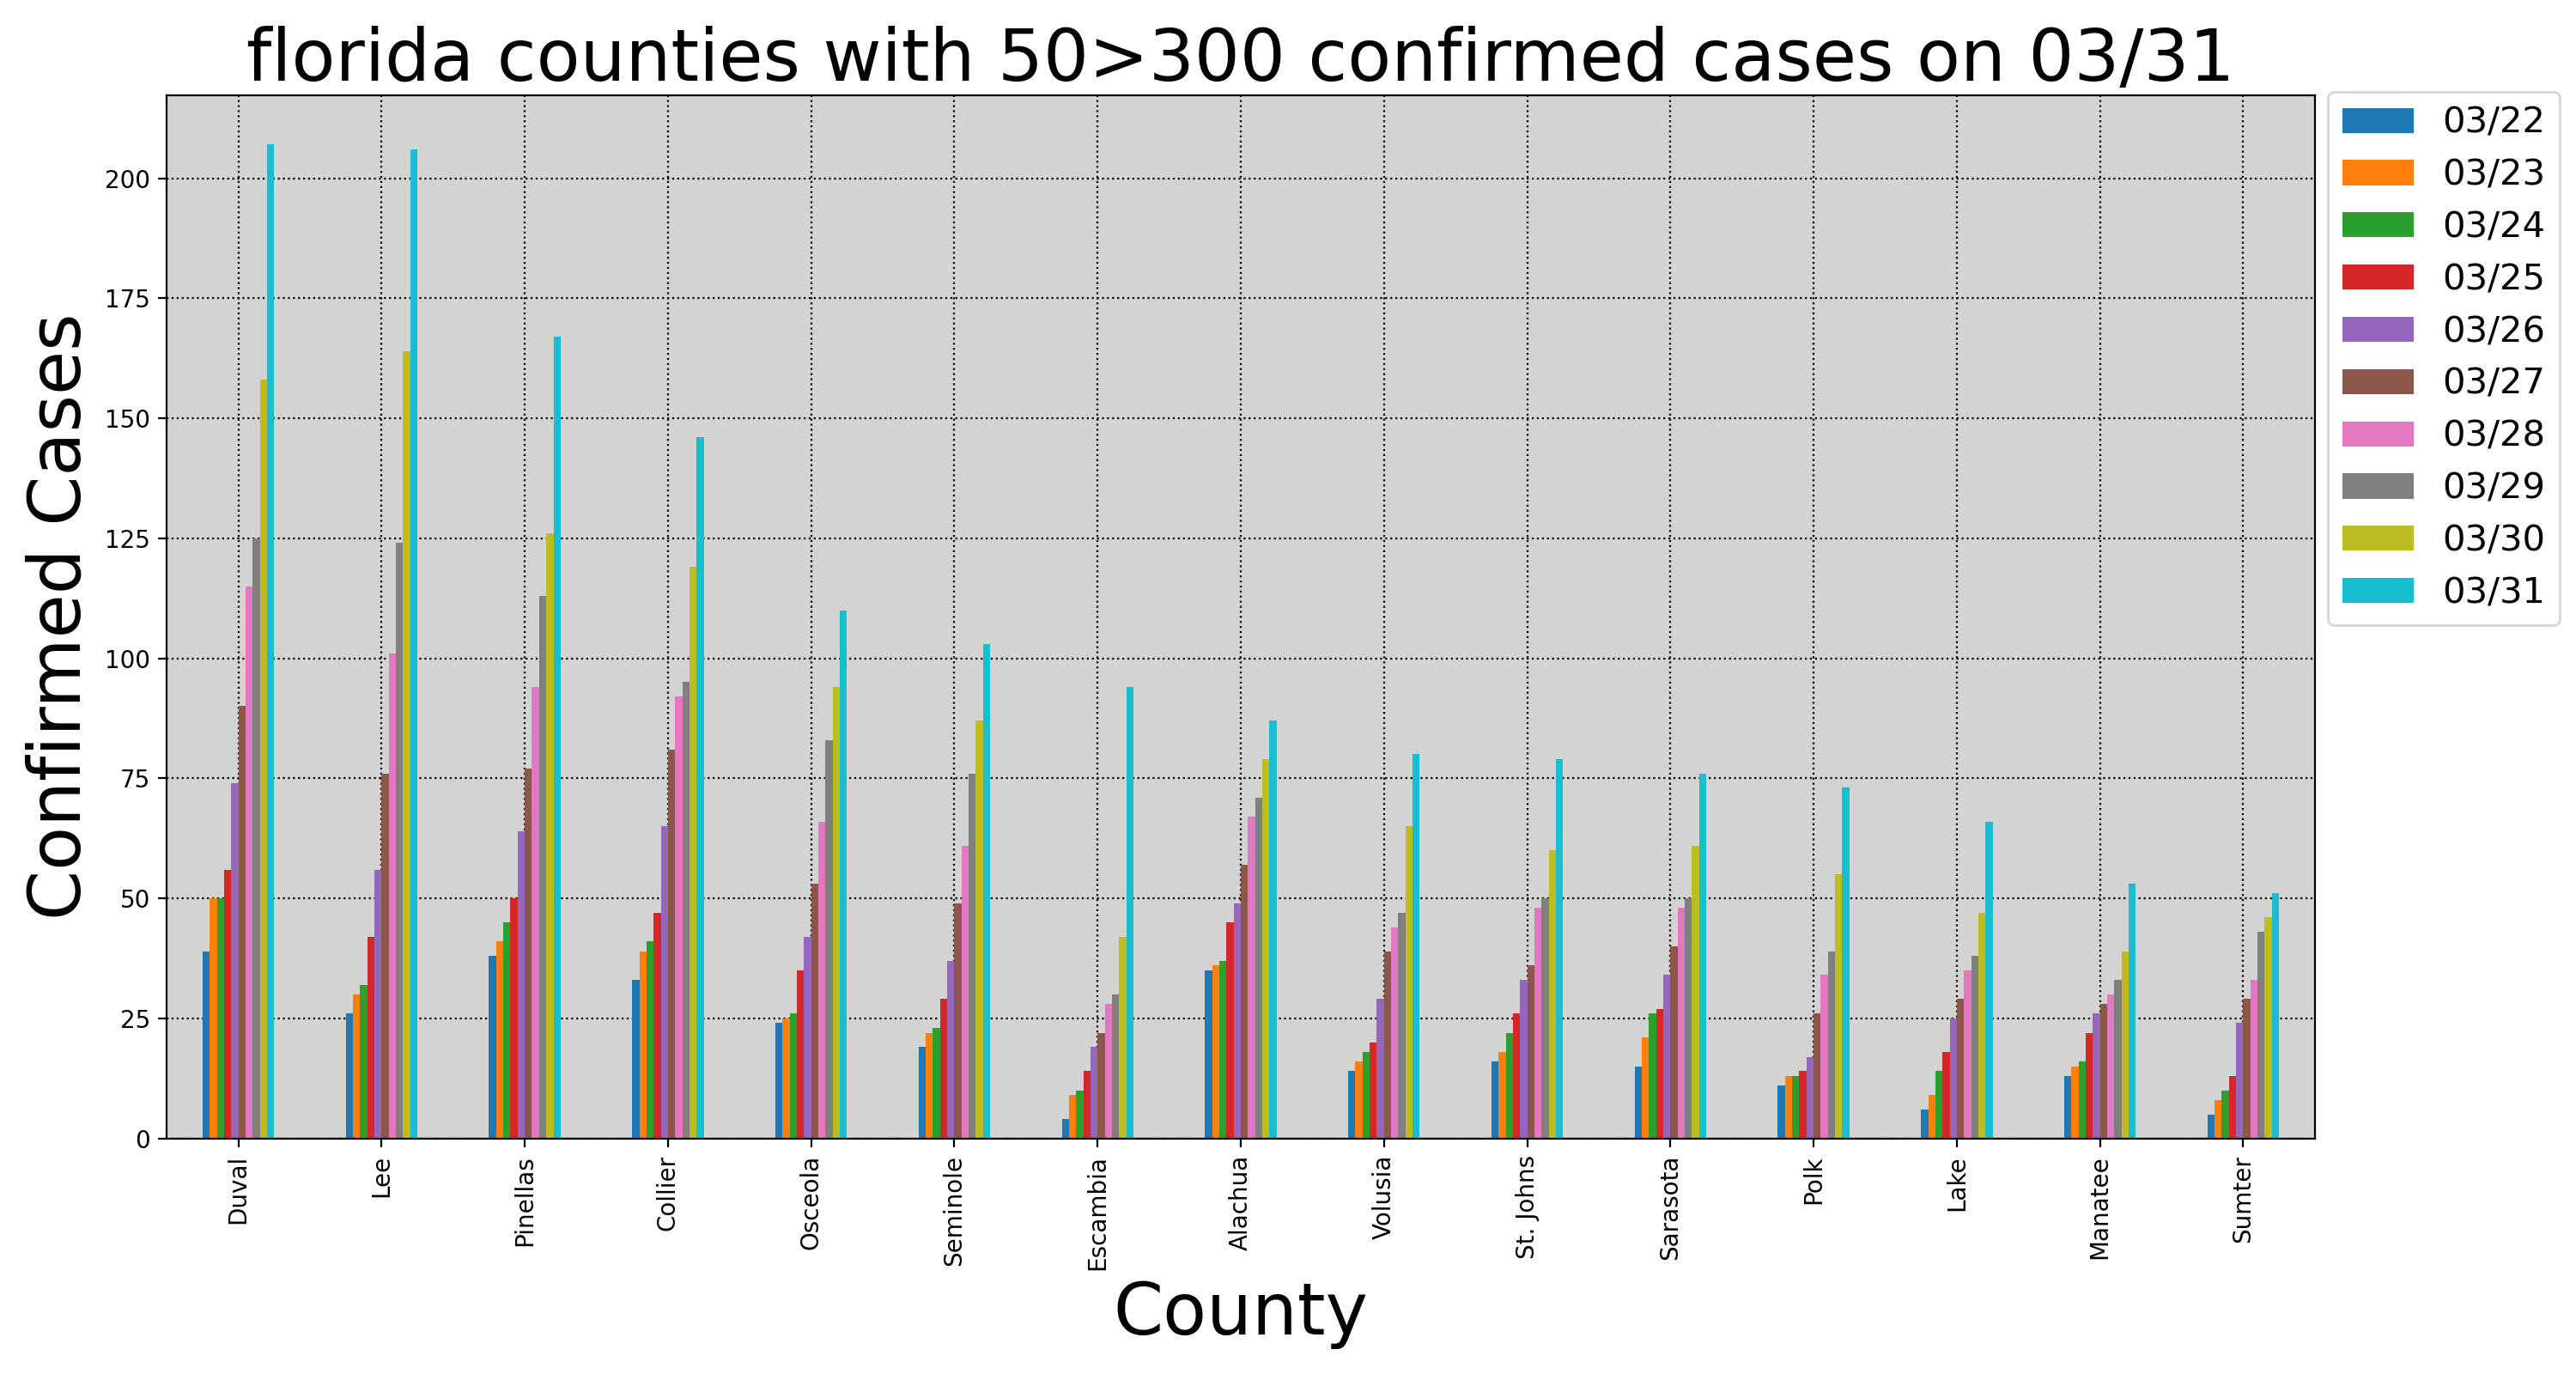 florida counties with 50>300 confirmed cases on 03/31
Confirmed Cases
200
175
150
125
100
75
50
25
0
Duval
Lee
Pinellas
Collier
Osceola
Seminole
Escambia
Alachua
Volusia
St. Johns
Sarasota
Polk
Lake
Manatee
Sumter
County
03/22
03/23
03/24
03/25
03/26
03/27
03/28
03/29
03/30
03/31